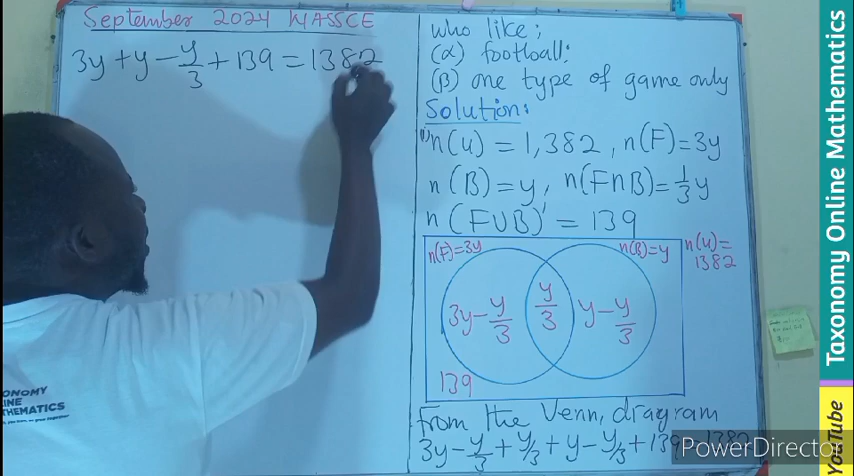 September 2024 WASSCE
3y + y - y/3 + 139 = 1382
who like;
(α) football;
(β) one type of game only
Solution:
(i) n(U) = 1,382, n(F) = 3y
n(B) = y, n(F∩B) = 1/3 y
n(F∪B)' = 139
n(F)=3y
n(B)=y
n(U)=
1382
3y - y/3
y/3
y - y/3
139
From the Venn, diagram
3y - y/3 + y/3 + y - y/3 + 139
PowerDirector
Taxonomy Online Mathematics
YouTube